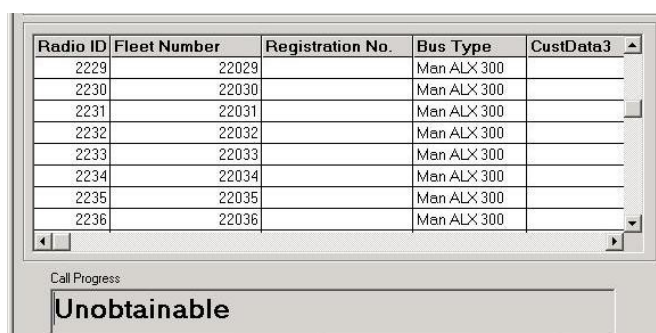 Radio ID Fleet Number Registration No. Bus Type CustData3
2229 22029 Man ALX 300
2230 22030 Man ALX 300
2231 22031 Man ALX 300
2232 22032 Man ALX 300
2233 22033 Man ALX 300
2234 22034 Man ALX 300
2235 22035 Man ALX 300
2236 22036 Man ALX 300
Call Progress
Unobtainable